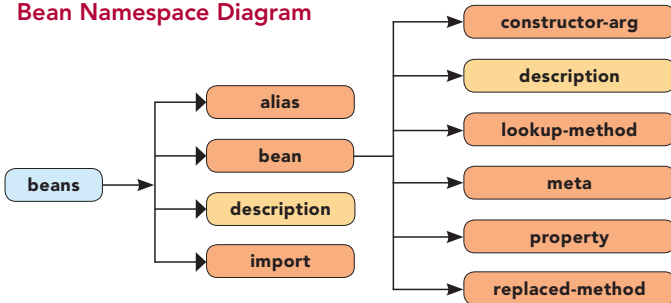 Bean Namespace Diagram
beans
alias
bean
description
import
constructor-arg
description
lookup-method
meta
property
replaced-method